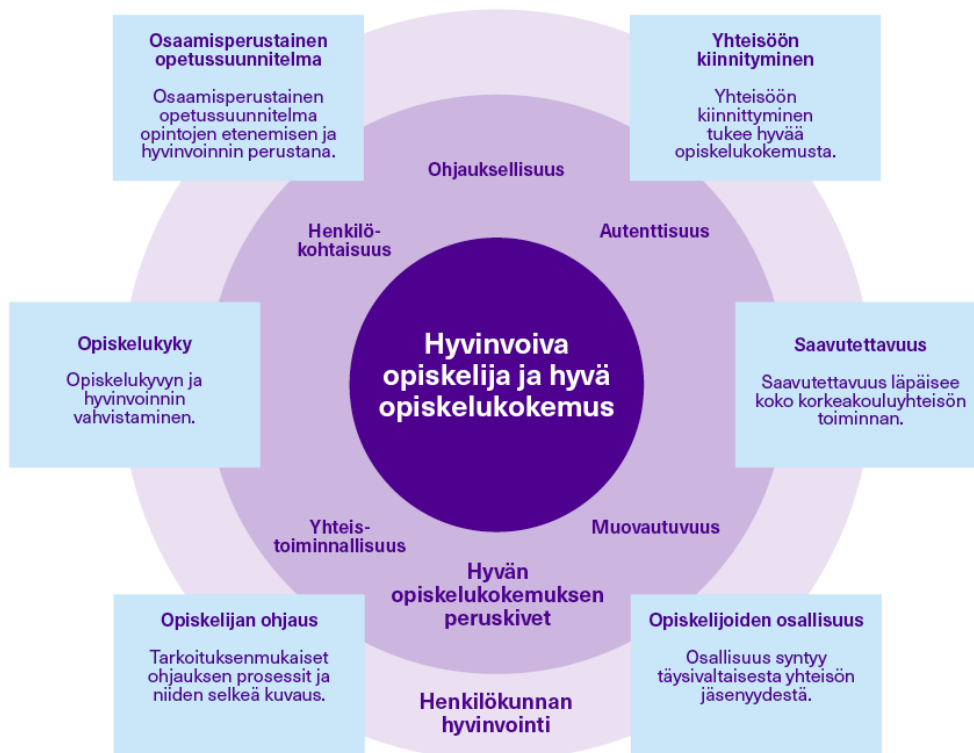 Osaamisperustainen
opetussuunnitelma
Osaamisperustainen
opetussuunnitelma
opintojen etenemisen ja
hyvinvoinnin perustana.
Yhteisöön
kiinnityminen
Yhteisöön
kiinnittyminen
tukee hyvää
opiskelukokemusta.
Ohjauksellisuus
Henkilö-
kohtaisuus
Autenttisuus
Opiskelukyky
Opiskelukyvyn ja
hyvinvoinnin
vahvistaminen.
Hyvinvoiva
opiskelija ja hyvä
opiskelukokemus
Saavutettavuus
Saavutettavuus läpäisee
koko korkeakouluyhteisön
toiminnan.
Yhteis-
toiminnallisuus
Muovautuvuus
Hyvän
opiskelukokemuksen
peruskivet
Opiskelijan ohjaus
Tarkoituksenmukaiset
ohjauksen prosessit ja
niiden selkeä kuvaus.
Henkilökunnan
hyvinvointi
Opiskelijoiden osallisuus
Osallisuus syntyy
täysivaltaisesta yhteisön
jäsenyydestä.